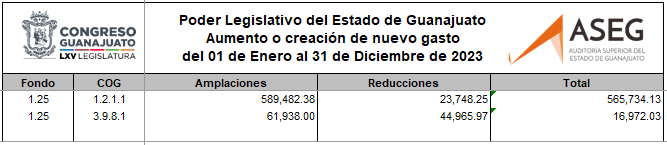 CONGRESO
GUANAJUATO
LXV LEGISLATURA
Poder Legislativo del Estado de Guanajuato
Aumento o creación de nuevo gasto
del 01 de Enero al 31 de Diciembre de 2023
ASEG
AUDITORÍA SUPERIOR DEL
ESTADO DE GUANAJUATO
Fondo COG Amplaciones Reducciones Total
1.25 1.2.1.1 589,482.38 23,748.25 565,734.13
1.25 3.9.8.1 61,938.00 44,965.97 16,972.03